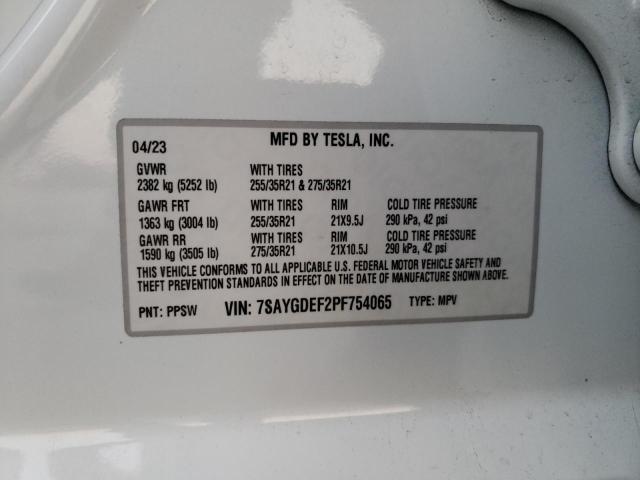 04/23 MFD BY TESLA, INC.
GVWR WITH TIRES
2382 kg (5252 lb) 255/35R21 & 275/35R21
GAWR FRT WITH TIRES RIM COLD TIRE PRESSURE
1363 kg (3004 lb) 255/35R21 21X9.5J 290 kPa, 42 psi
GAWR RR WITH TIRES RIM COLD TIRE PRESSURE
1590 kg (3505 lb) 275/35R21 21X10.5J 290 kPa, 42 psi
THIS VEHICLE CONFORMS TO ALL APPLICABLE U.S. FEDERAL MOTOR VEHICLE SAFETY AND
THEFT PREVENTION STANDARDS IN EFFECT ON THE DATE OF MANUFACTURE SHOWN ABOVE.
PNT: PPSW VIN: 7SAYGDEF2PF754065 TYPE: MPV